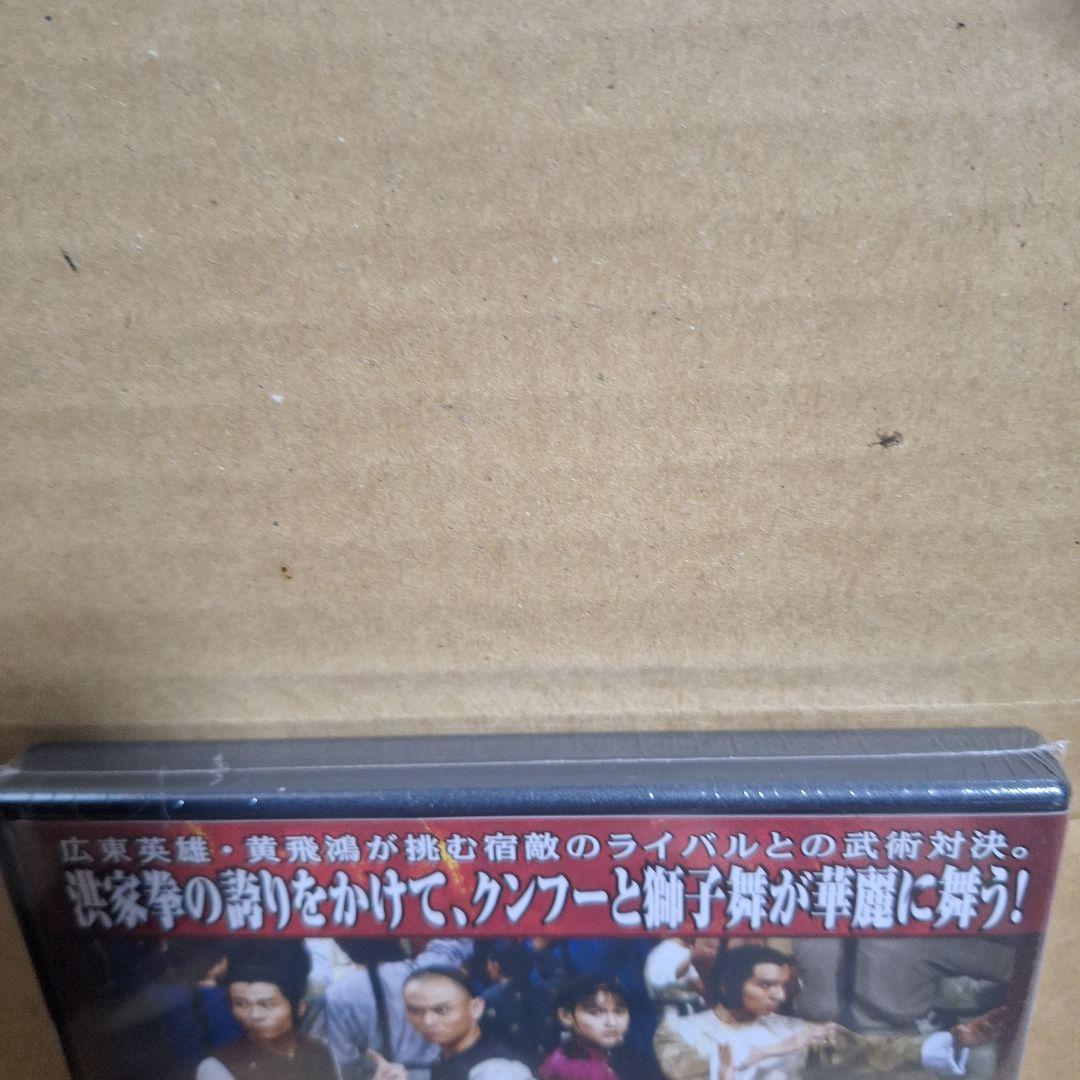 広東英雄・黄飛鴻が挑む宿敵のライバルとの武術対決。
洪家拳の誇りをかけて、クンフーと獅子舞が華麗に舞う!